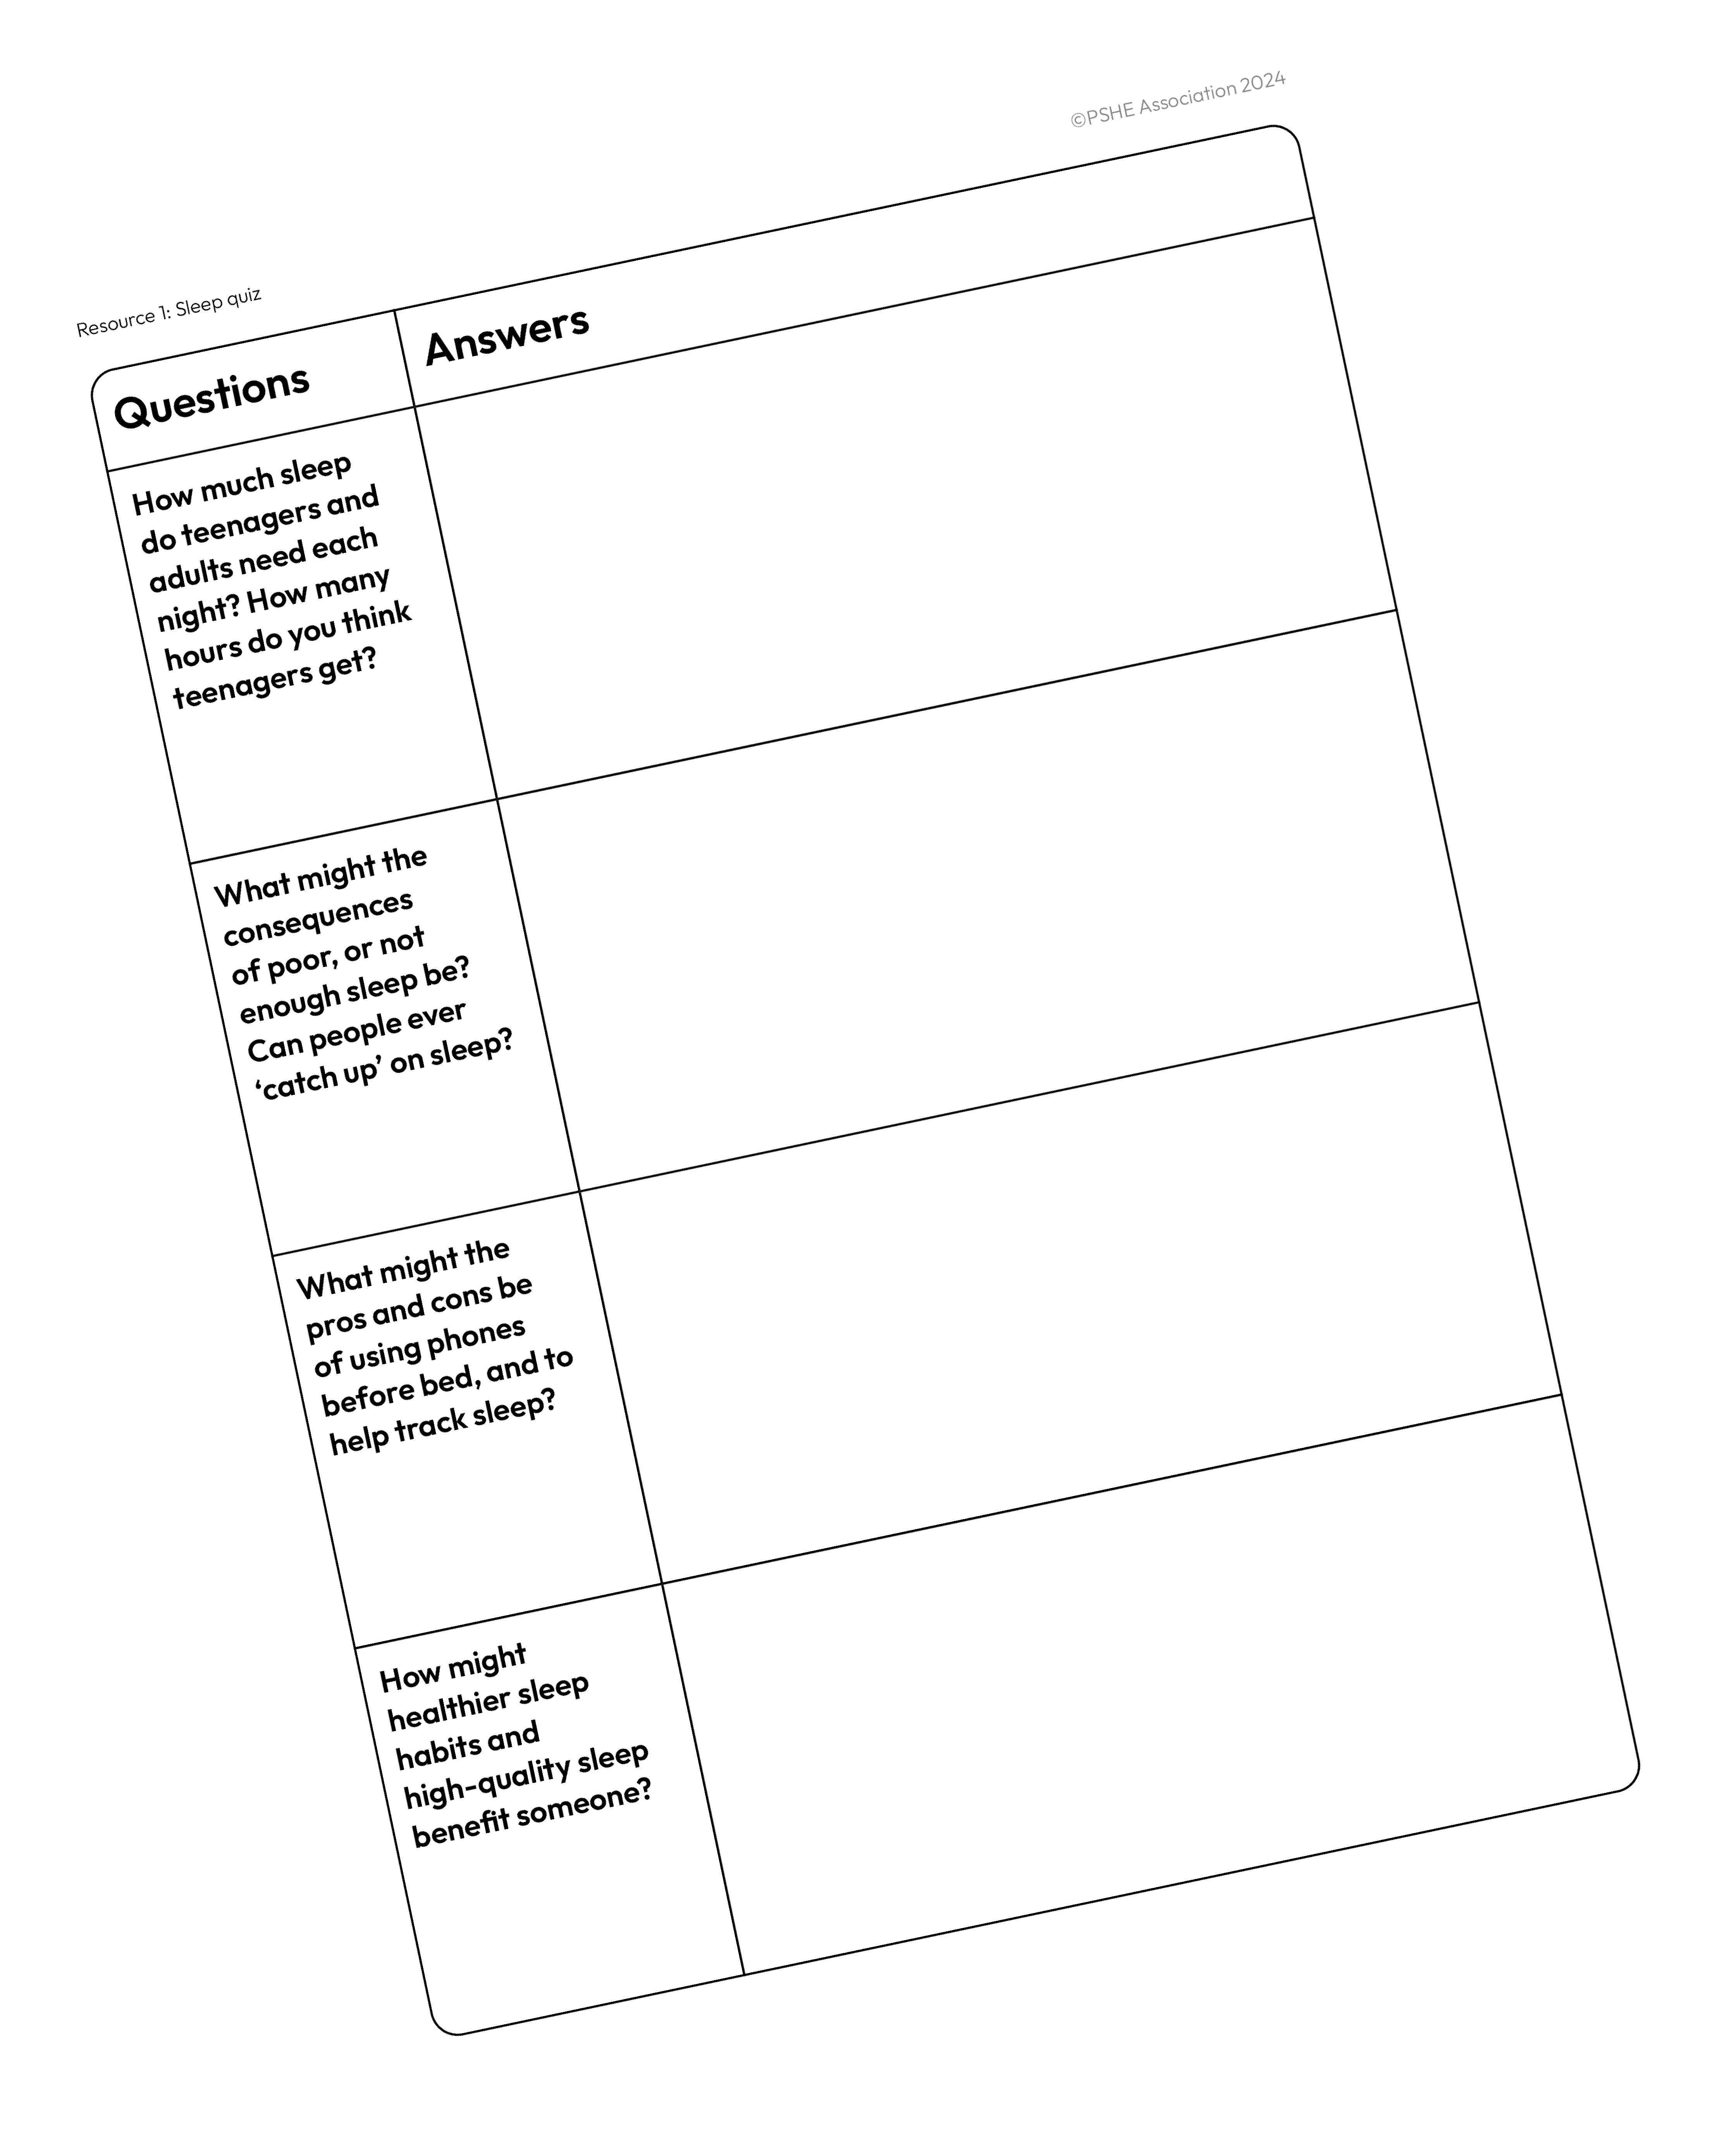 ©PSHE Association 2024
Resource 1: Sleep quiz
Questions
Answers
How much sleep
do teenagers and
adults need each
night? How many
hours do you think
teenagers get?
What might the
consequences
of poor, or not
enough sleep be?
Can people ever
‘catch up’ on sleep?
What might the
pros and cons be
of using phones
before bed, and to
help track sleep?
How might
healthier sleep
habits and
high-quality sleep
benefit someone?